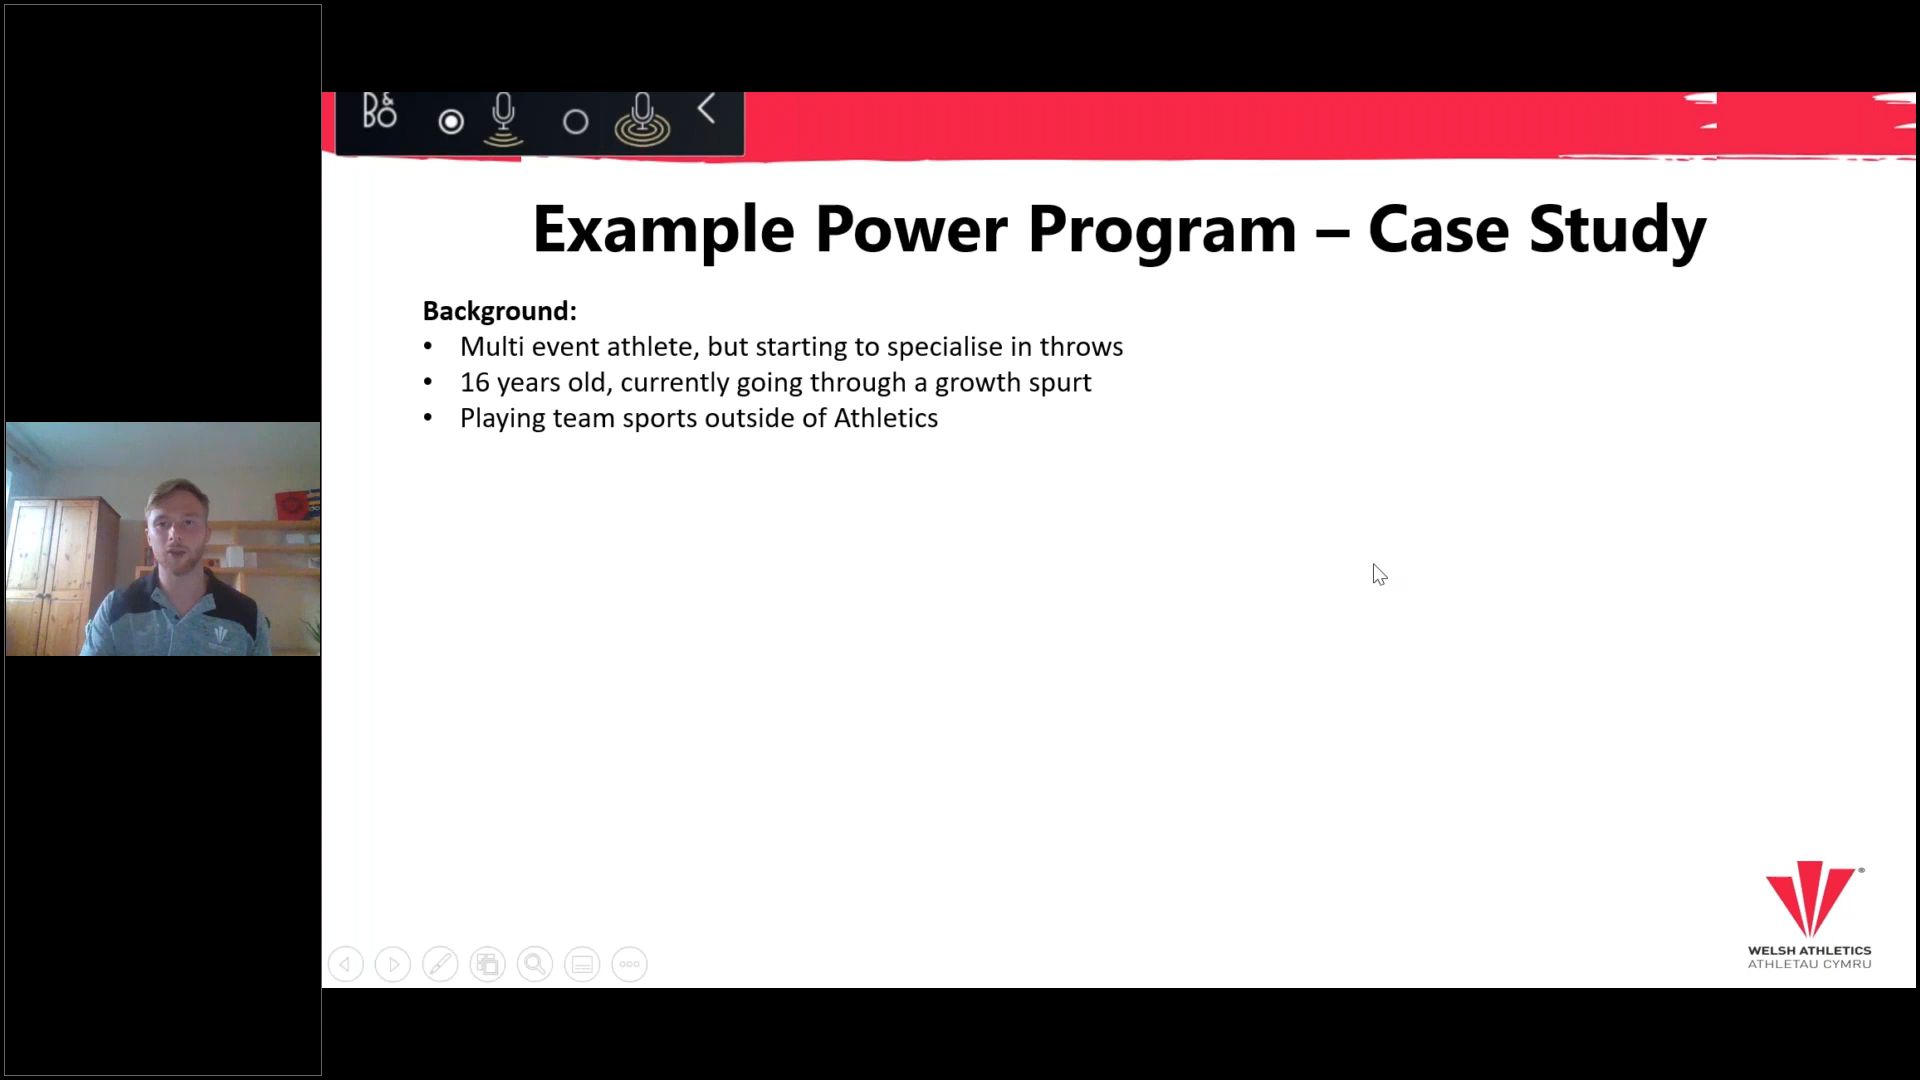 B&O
Example Power Program – Case Study
Background:
• Multi event athlete, but starting to specialise in throws
• 16 years old, currently going through a growth spurt
• Playing team sports outside of Athletics
®
WELSH ATHLETICS
ATHLETAU CYMRU